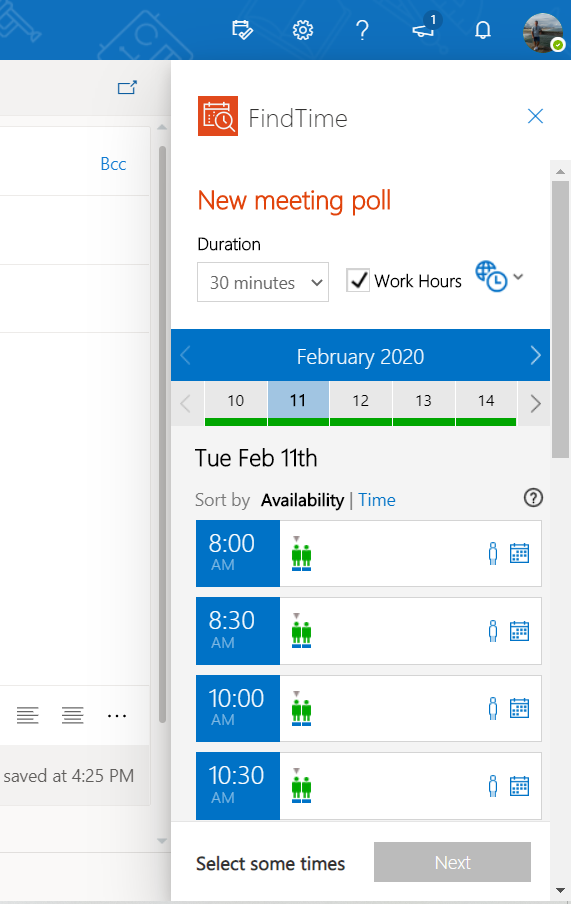 1
FindTime
Bcc
New meeting poll
Duration
30 minutes
Work Hours
February 2020
10 11 12 13 14
Tue Feb 11th
Sort by Availability | Time
8:00
AM
8:30
AM
10:00
AM
saved at 4:25 PM
10:30
AM
Select some times
Next